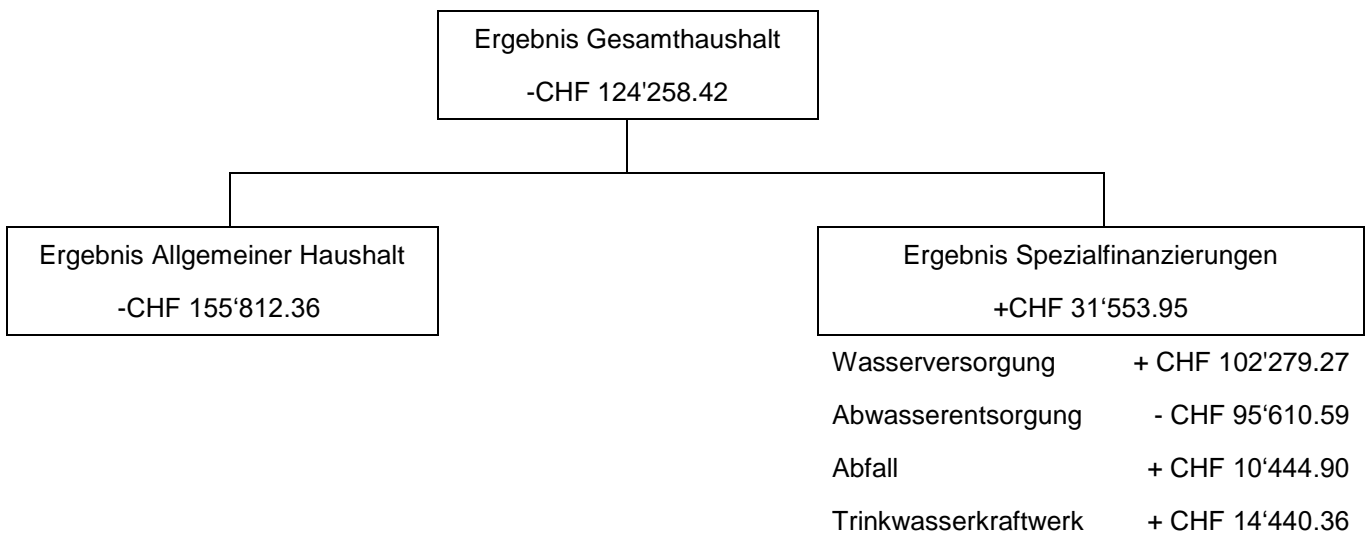 Ergebnis Gesamthaushalt
-CHF 124'258.42
Ergebnis Allgemeiner Haushalt
-CHF 155‘812.36
Ergebnis Spezialfinanzierungen
+CHF 31‘553.95
Wasserversorgung + CHF 102'279.27
Abwasserentsorgung - CHF 95‘610.59
Abfall + CHF 10‘444.90
Trinkwasserkraftwerk + CHF 14‘440.36